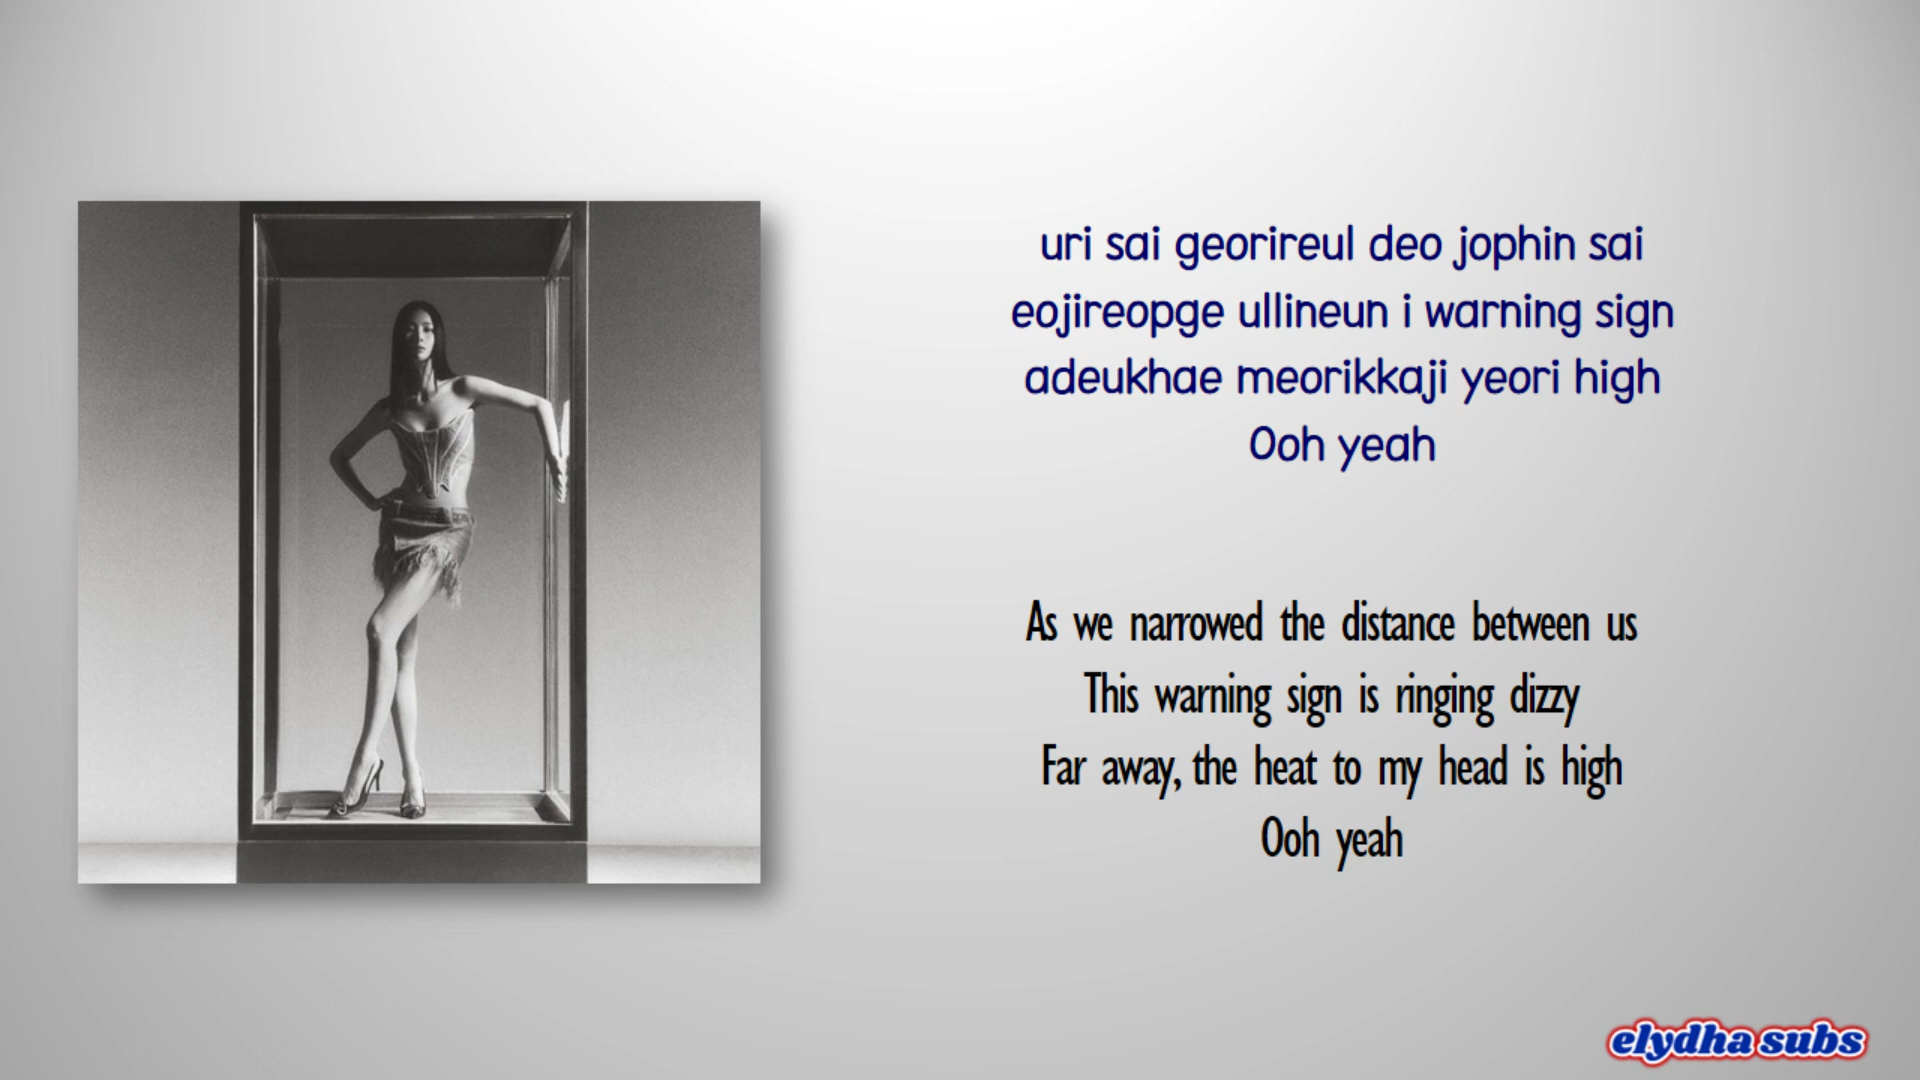 uri sai georireul deo jophin sai
eojireopge ullineun i warning sign
adeukhae meorikkaji yeori high
Ooh yeah
As we narrowed the distance between us
This warning sign is ringing dizzy
Far away, the heat to my head is high
Ooh yeah
elydha subs